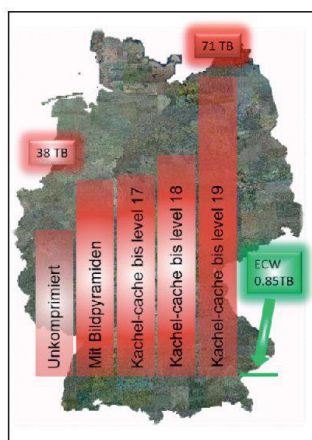 71 TB
38 TB
Unkomprimiert
Mit Bildpyramiden
Kachel-cache bis level 17
Kachel-cache bis level 18
Kachel-cache bis level 19
ECW
0.85TB